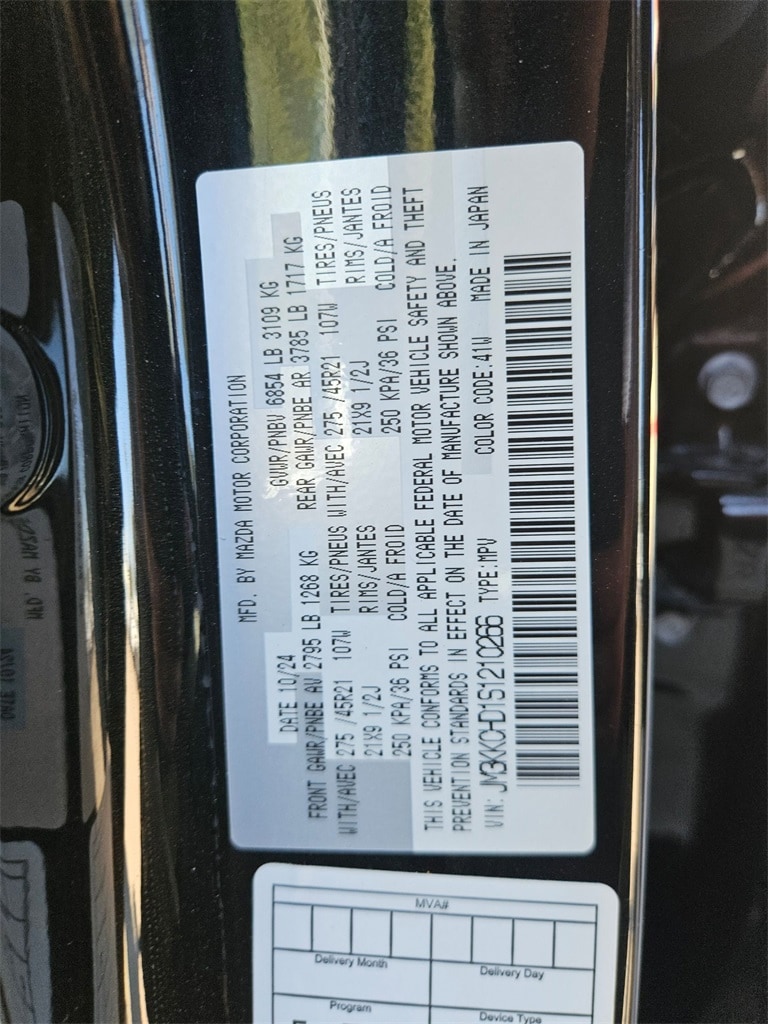 MFD. BY MAZDA MOTOR CORPORATION
DATE 10/24 GVWR/PNBV 6854 LB 3109 KG
FRONT GAWR/PNBE AV 2795 LB 1268 KG REAR GAWR/PNBE AR 3785 LB 1717 KG
WITH/AVEC 275 /45R21 107W TIRES/PNEUS WITH/AVEC 275 /45R21 107W TIRES/PNEUS
21X9 1/2J RIMS/JANTES 21X9 1/2J RIMS/JANTES
250 KPA/36 PSI COLD/A FROID 250 KPA/36 PSI COLD/A FROID
THIS VEHICLE CONFORMS TO ALL APPLICABLE FEDERAL MOTOR VEHICLE SAFETY AND THEFT
PREVENTION STANDARDS IN EFFECT ON THE DATE OF MANUFACTURE SHOWN ABOVE.
VIN: JM3KKCHD1S1210266 TYPE:MPV COLOR CODE:41W MADE IN JAPAN
MVA#
Delivery Month Delivery Day
Program Device Type